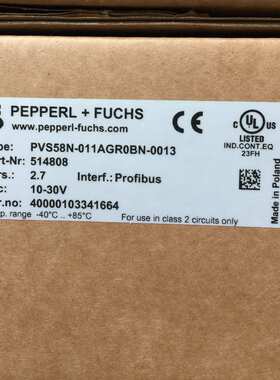 PEPPERL + FUCHS
www.pepperl-fuchs.com
pe: PVS58N-011AGR0BN-0013
rt-Nr: 514808
rs.: 2.7 Interf.: Profibus
c: 10-30V
r.no: 40000103341664
p. range -40°C .. +85°C for use in class 2 circuits only
C UL US
LISTED
IND.CONT.EQ
23FH
Made in Poland